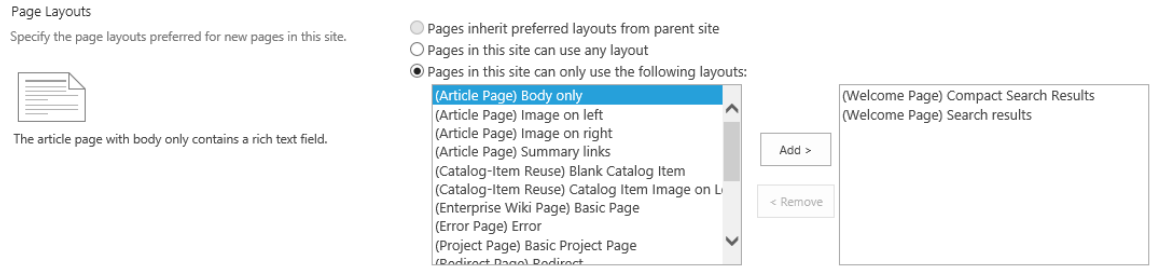 Page Layouts
Specify the page layouts preferred for new pages in this site.
The article page with body only contains a rich text field.
Pages inherit preferred layouts from parent site
Pages in this site can use any layout
Pages in this site can only use the following layouts:
(Article Page) Body only
(Article Page) Image on left
(Article Page) Image on right
(Article Page) Summary links
(Catalog-Item Reuse) Blank Catalog Item
(Catalog-Item Reuse) Catalog Item Image on L
(Enterprise Wiki Page) Basic Page
(Error Page) Error
(Project Page) Basic Project Page
(Redirect Page) Redirect
Add >
< Remove
(Welcome Page) Compact Search Results
(Welcome Page) Search results